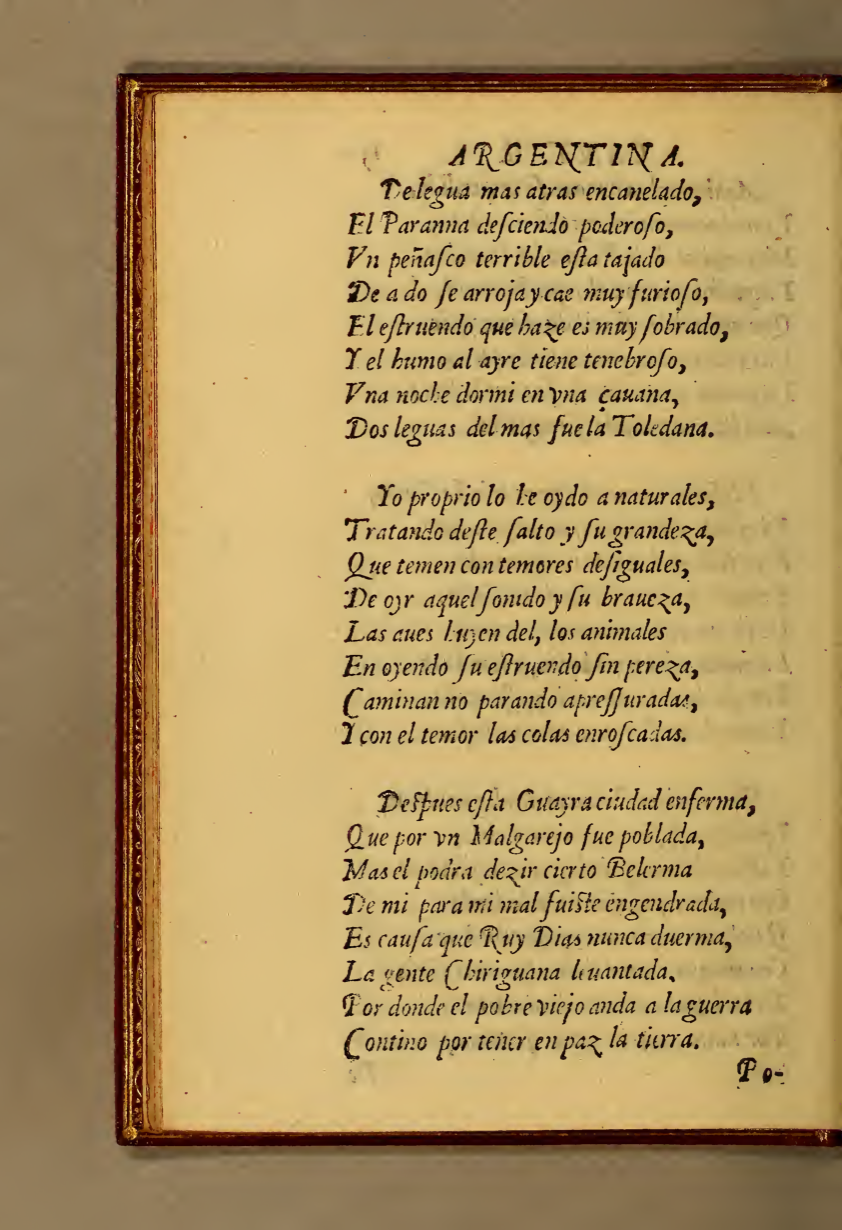 ARGENTINA.
De legua mas atras encanelado,
El Paranna deſciendo poderoſo,
Vn peñaſco terrible eſta tajado
De a do ſe arroja y cae muy furioſo,
El eſtruendo que haze es muy ſobrado,
Y el humo al ayre tiene tenebroſo,
Vna noche dormi en vna çauana,
Dos leguas del mas fue la Toledana.
Yo proprio lo he oydo a naturales,
Tratando deſte ſalto y ſu grandeza,
Que temen con temores deſiguales,
De oyr aquel ſonido y ſu braueza,
Las aues huyen del, los animales
En oyendo ſu eſtruendo ſin pereza,
Caminan no parando apreſſuradas,
Y con el temor las colas enroſcadas.
Deſpues eſta Guayra ciudad enferma,
Que por vn Malgarejo fue poblada,
Mas el podra dezir cierto Belerma
De mi para mi mal fuiſte engendrada,
Es cauſa que Ruy Dias nunca duerma,
La gente Chiriguana leuantada,
Por donde el pobre viejo anda a la guerra
Contino por tener en paz la tierra.
Po-